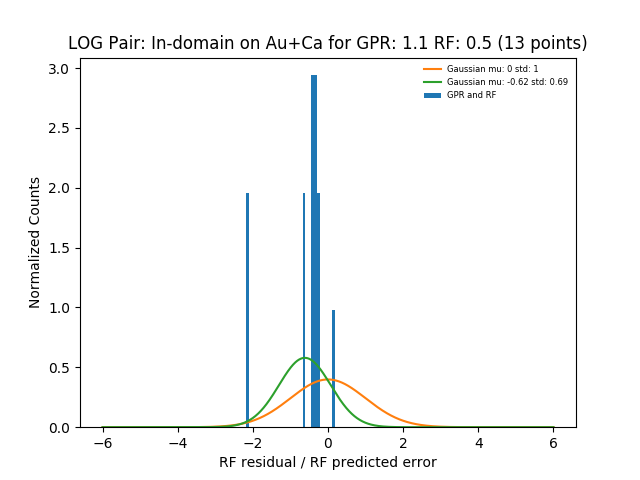 LOG Pair: In-domain on Au+Ca for GPR: 1.1 RF: 0.5 (13 points)
Gaussian mu: 0 std: 1
Gaussian mu: -0.62 std: 0.69
GPR and RF
Normalized Counts
3.0
2.5
2.0
1.5
1.0
0.5
0.0
−6 −4 −2 0 2 4 6
RF residual / RF predicted error